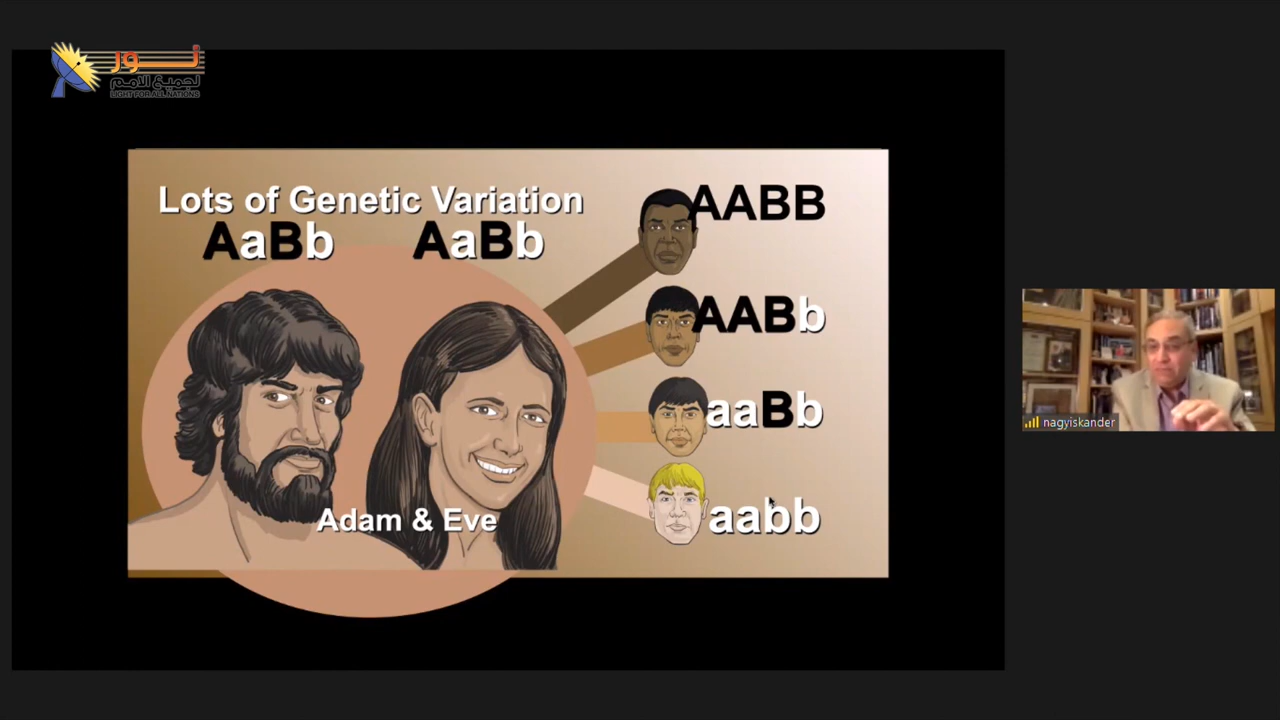 نور
لجميع الامم
LIGHT FOR ALL NATIONS
Lots of Genetic Variation
AaBb AaBb
Adam & Eve
AABB
AABb
aaBb
aabb
nagyiskander